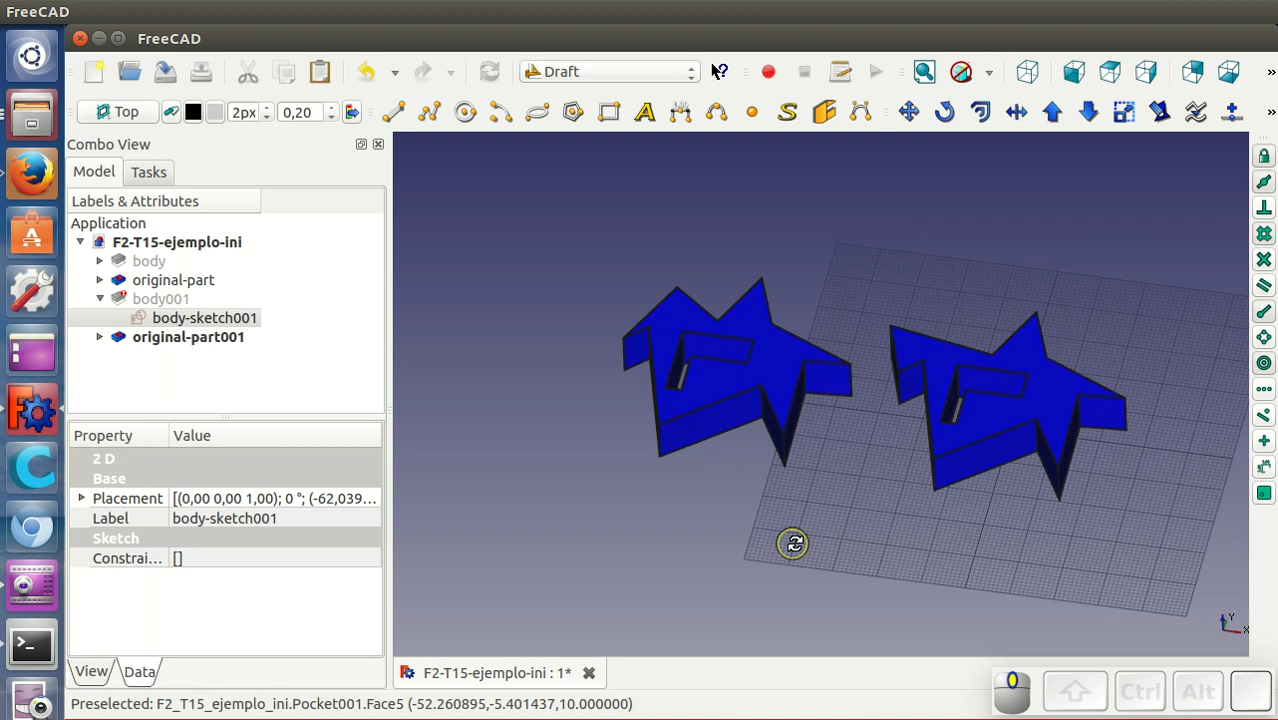 FreeCAD
FreeCAD
Draft
Top
2px
0,20
A
S
Combo View
Model
Tasks
Labels & Attributes
Application
F2-T15-ejemplo-ini
body
original-part
body001
body-sketch001
original-part001
Property
Value
2 D
Base
Placement
[(0,00 0,00 1,00); 0 °; (-62,039...
Label
body-sketch001
Sketch
Constrai...
[]
View
Data
Y
X
F2-T15-ejemplo-ini : 1*
Ctrl
Alt
Preselected: F2_T15_ejemplo_ini.Pocket001.Face5 (-52.260895,-5.401437,10.000000)